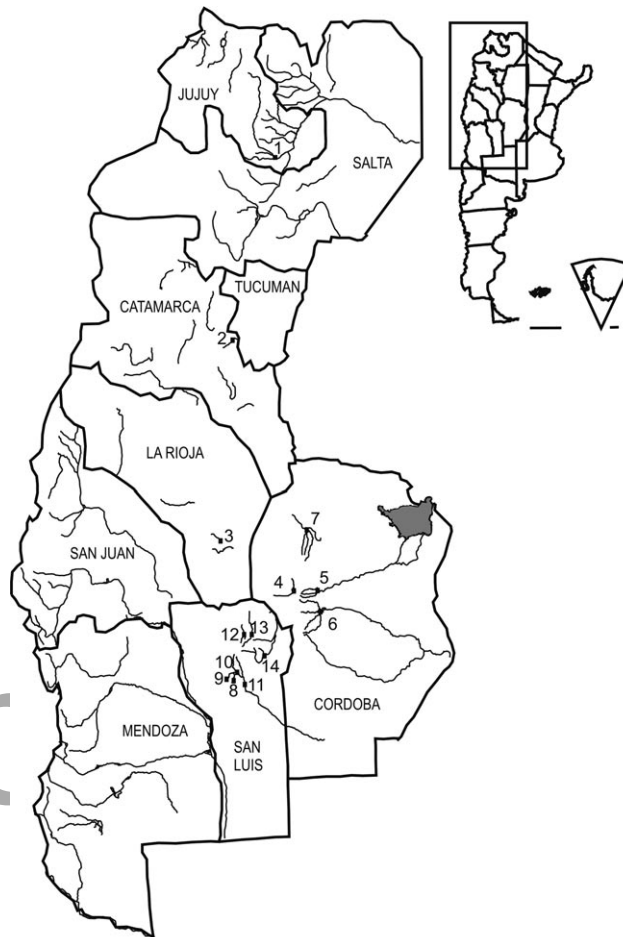 JUJUY
1
SALTA
TUCUMAN
CATAMARCA
2
LA RIOJA
7
3
SAN JUAN
4
5
6
12
13
10
14
9
8
11
CORDOBA
MENDOZA
SAN
LUIS